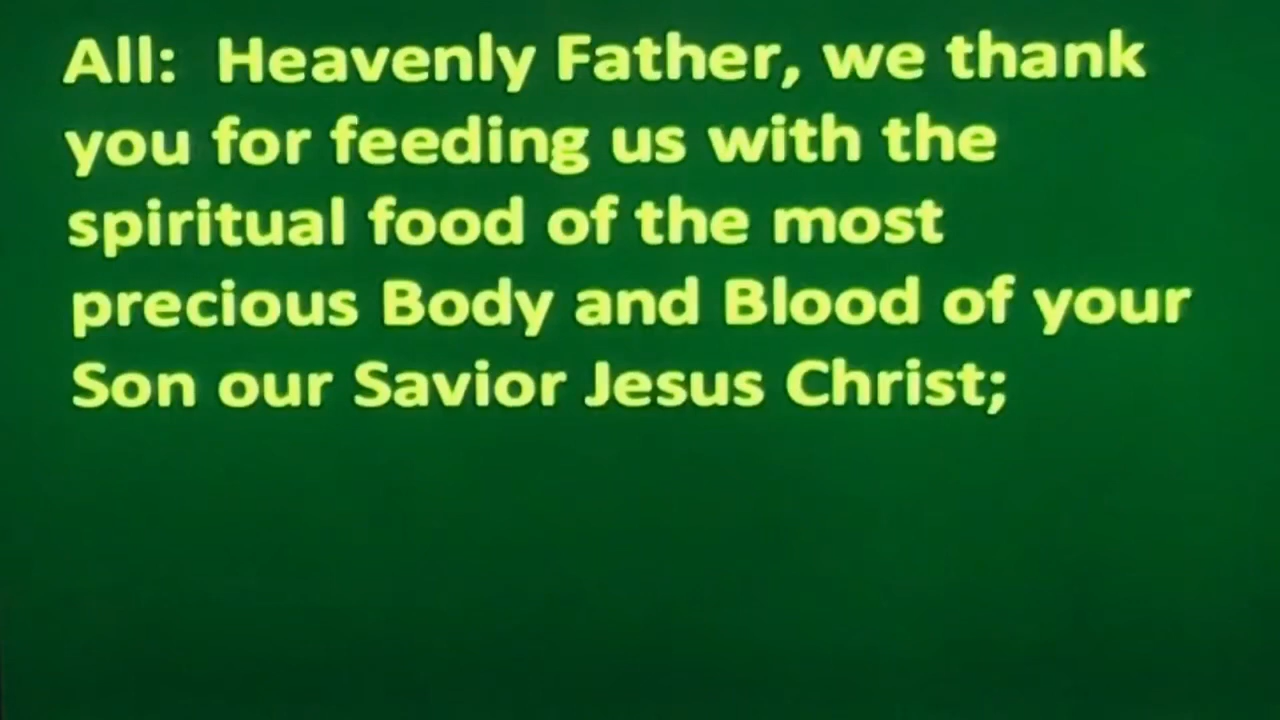 All:  Heavenly Father, we thank
you for feeding us with the
spiritual food of the most
precious Body and Blood of your
Son our Savior Jesus Christ;